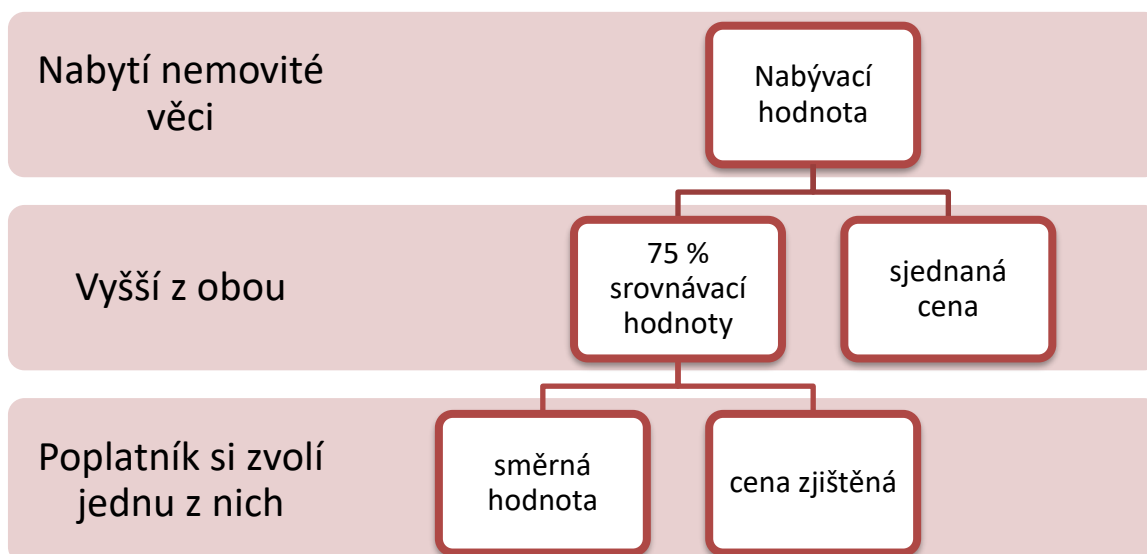 Nabytí nemovité
věci
Nabývací
hodnota
Vyšší z obou
75 %
srovnávací
hodnoty
sjednaná
cena
Poplatník si zvolí
jednu z nich
směrná
hodnota
cena zjištěná